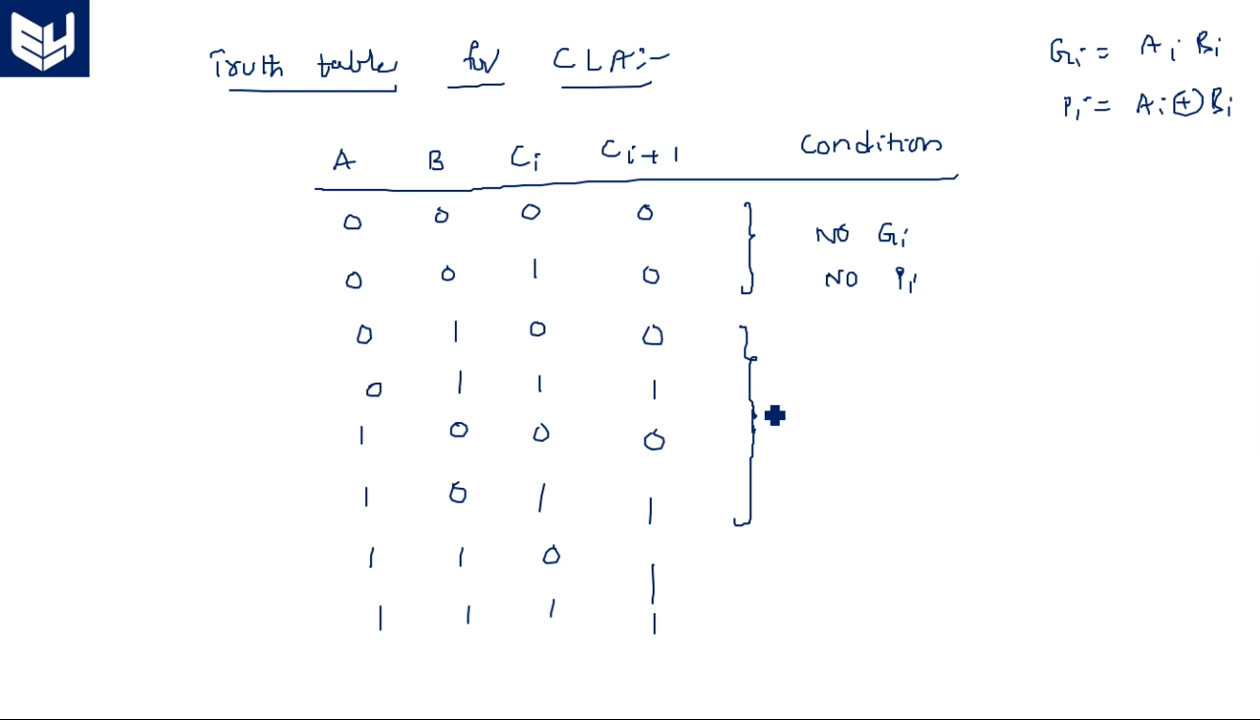 Truth table for CLA:-
Gi = Ai Bi
Pi = Ai ⊕ Bi
A B Ci Ci+1 Condition
0 0 0 0
0 0 1 0
NO Gi
NO Pi
0 1 0 0
0 1 1 1
1 0 0 0
1 0 1 1
1 1 0 1
1 1 1 1